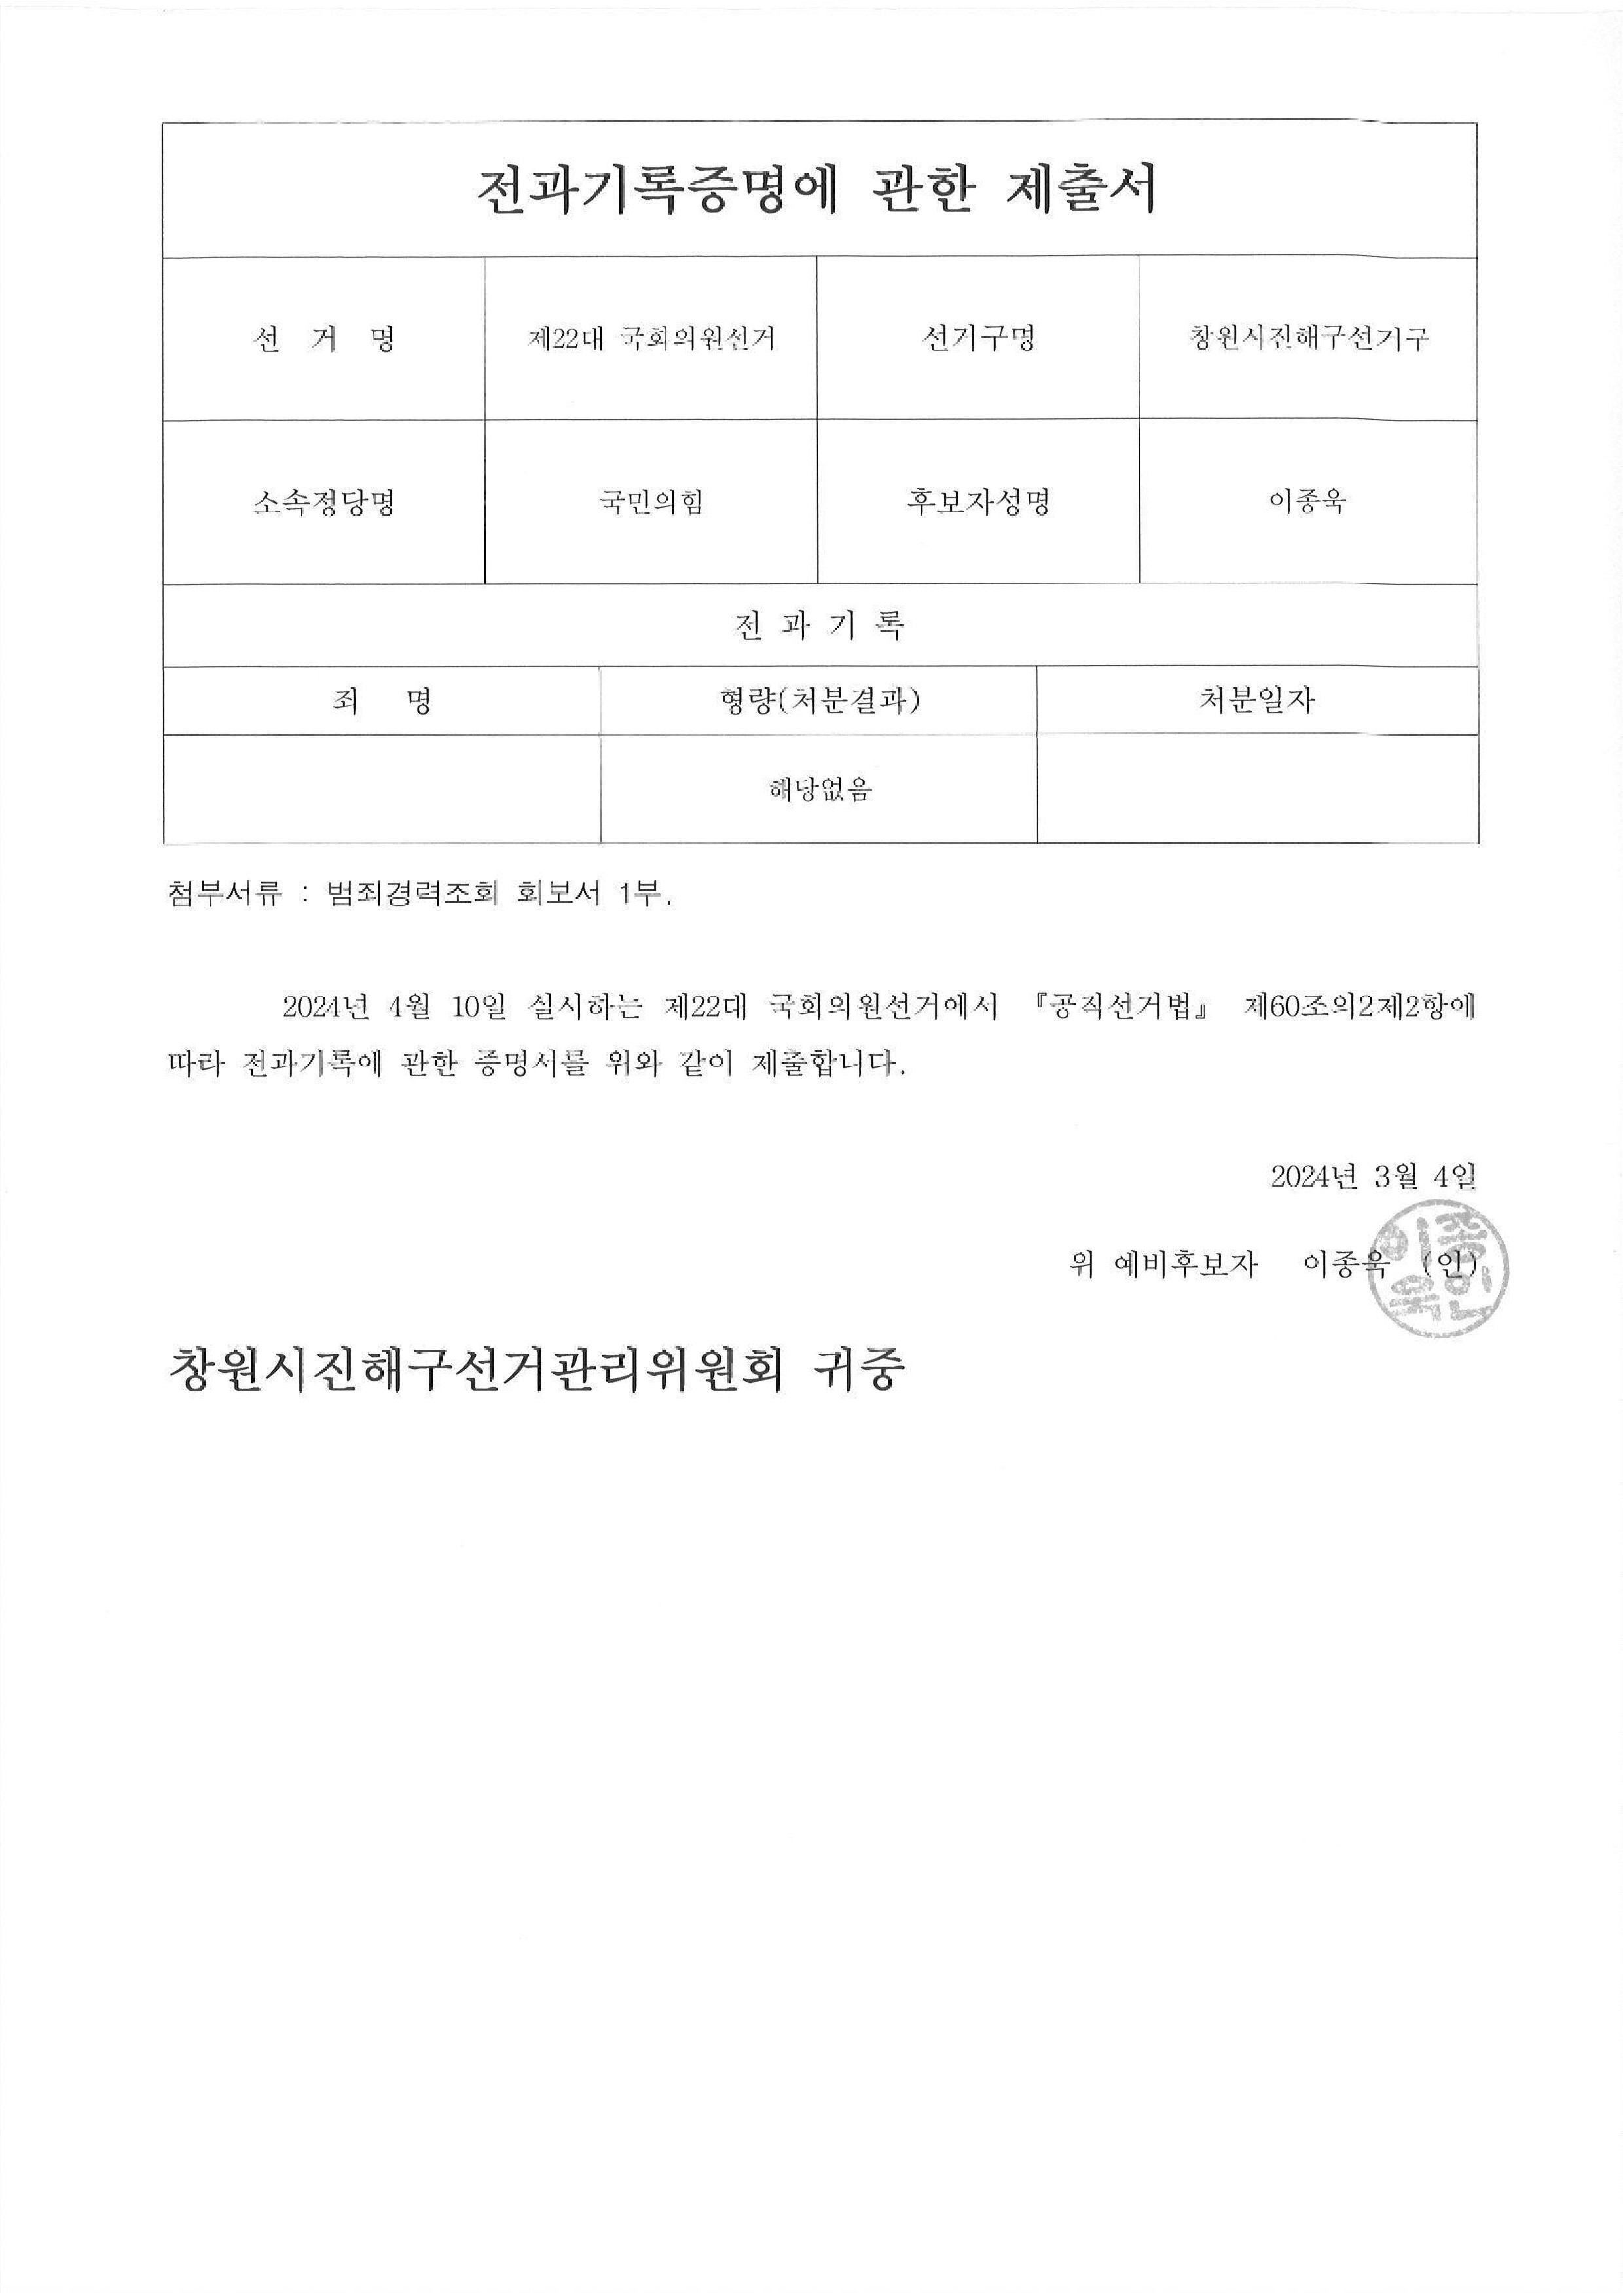 전과기록증명에 관한 제출서
선 거 명 제22대 국회의원선거 선거구명 창원시진해구선거구
소속정당명 국민의힘 후보자성명 이종욱
전 과 기 록
죄 명 형량(처분결과) 처분일자
해당없음
첨부서류 : 범죄경력조회 회보서 1부.
2024년 4월 10일 실시하는 제22대 국회의원선거에서 『공직선거법』 제60조의2제2항에
따라 전과기록에 관한 증명서를 위와 같이 제출합니다.
2024년 3월 4일
위 예비후보자 이종욱 (인)
이종
욱인
창원시진해구선거관리위원회 귀중